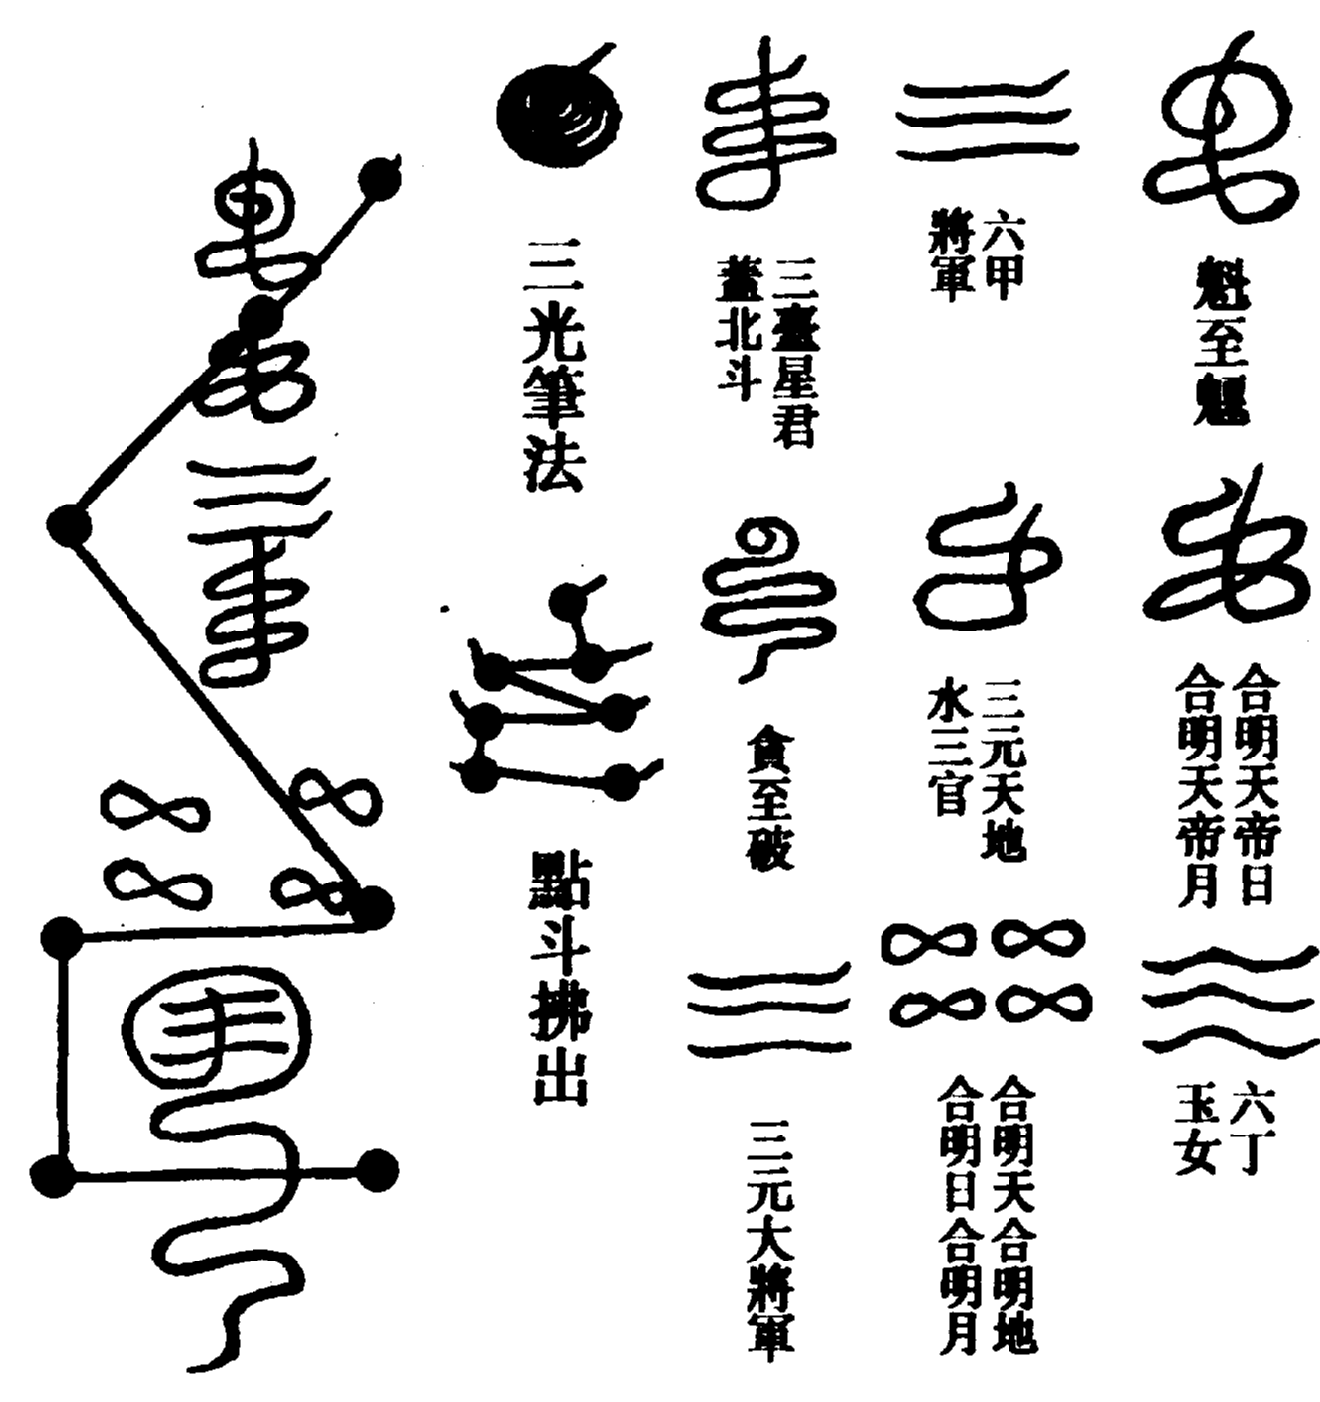 魁至魒
合明天帝日
合明天帝月
六丁
玉女
六甲
將軍
三元天地
水三官
合明天合明地
合明日合明月
三臺星君
蓋北斗
貪至破
三元大將軍
三光筆法
點斗拂出